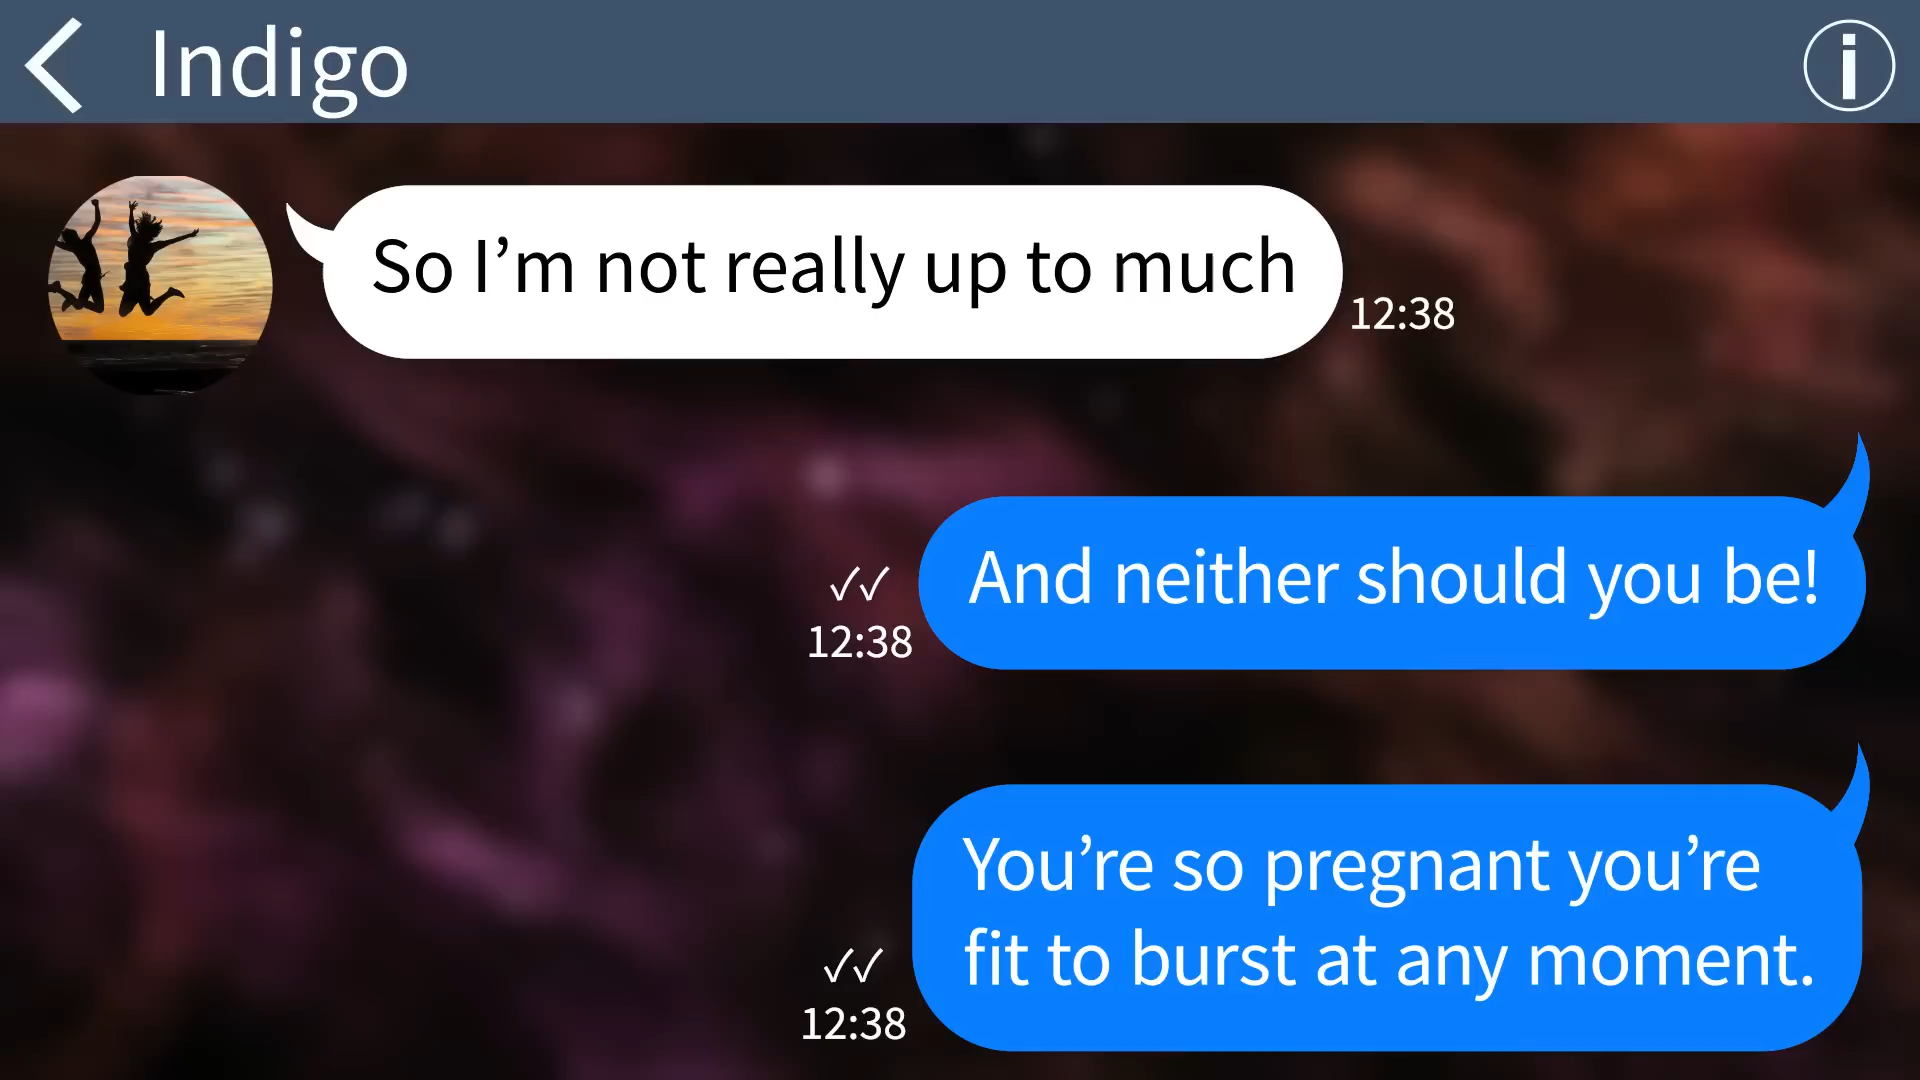 Indigo
So I’m not really up to much
12:38
And neither should you be!
✓✓
12:38
You’re so pregnant you’re
fit to burst at any moment.
✓✓
12:38